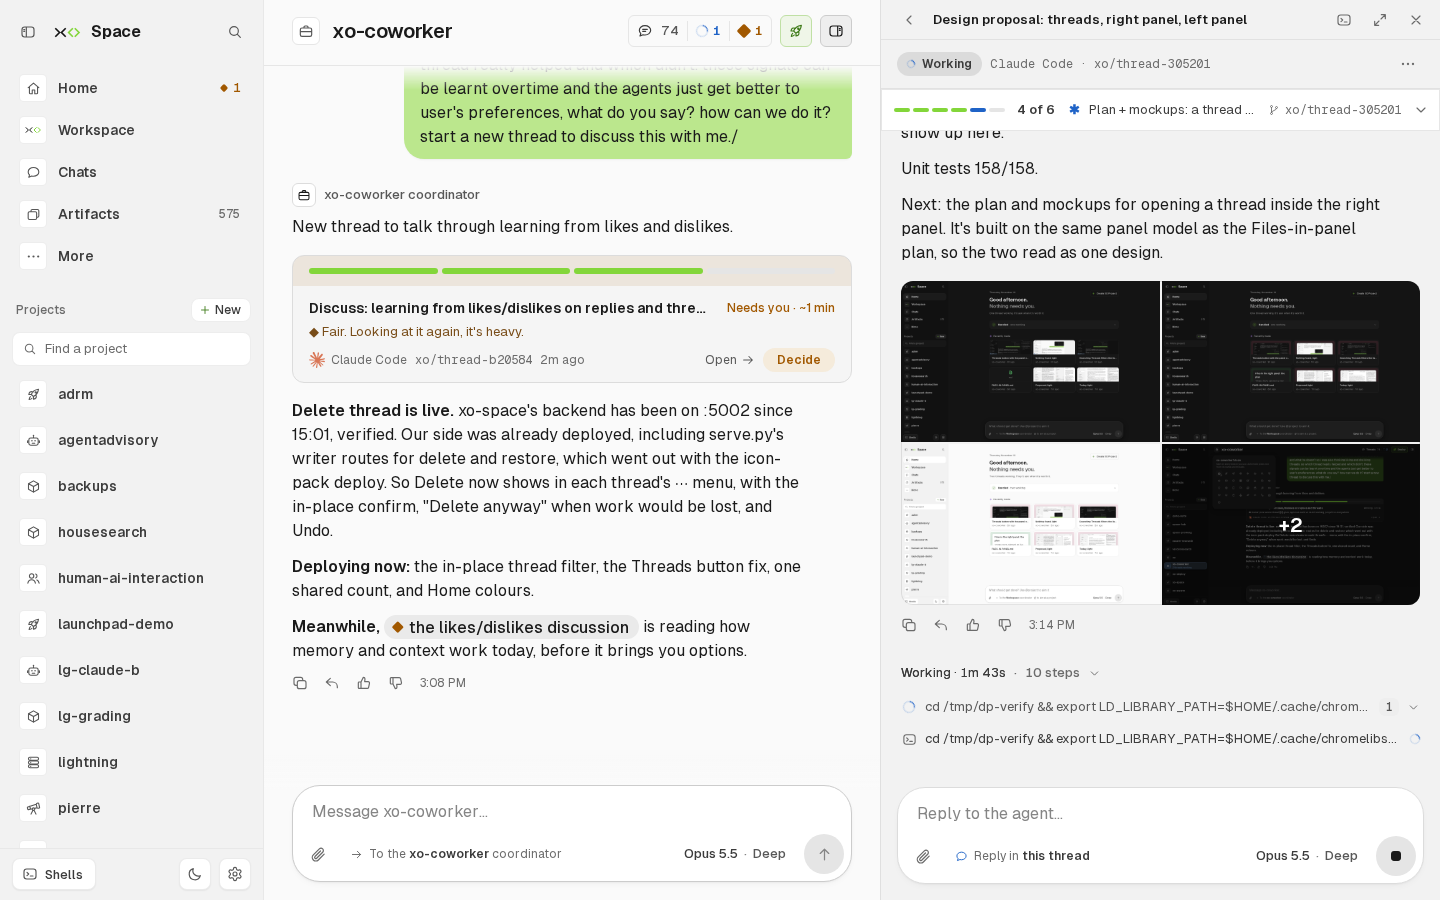 Space
Home
1
Workspace
Chats
Artifacts
575
More
Projects
New
Find a project
adrm
agentadvisory
backups
housesearch
human-ai-interaction
launchpad-demo
lg-claude-b
lg-grading
lightning
pierre
Shells
xo-coworker
74
1
1
be learnt overtime and the agents just get better to
user's preferences, what do you say? how can we do it?
start a new thread to discuss this with me./
xo-coworker coordinator
New thread to talk through learning from likes and dislikes.
Discuss: learning from likes/dislikes on replies and thre...
Needs you · ~1 min
Fair. Looking at it again, it's heavy.
Claude Code xo/thread-b20584 2m ago
Open →
Decide
Delete thread is live. xo-space's backend has been on :5002 since
15:01, verified. Our side was already deployed, including serve.py's
writer routes for delete and restore, which went out with the icon-
pack deploy. So Delete now shows in each thread's ··· menu, with the
in-place confirm, "Delete anyway" when work would be lost, and
Undo.
Deploying now: the in-place thread filter, the Threads button fix, one
shared count, and Home colours.
Meanwhile, the likes/dislikes discussion is reading how
memory and context work today, before it brings you options.
3:08 PM
Message xo-coworker...
→ To the xo-coworker coordinator
Opus 5.5 · Deep
Design proposal: threads, right panel, left panel
Working
Claude Code · xo/thread-305201
4 of 6
Plan + mockups: a thread ...
xo/thread-305201
show up here.
Unit tests 158/158.
Next: the plan and mockups for opening a thread inside the right
panel. It's built on the same panel model as the Files-in-panel
plan, so the two read as one design.
Good afternoon.
Nothing needs you.
Good afternoon.
Nothing needs you.
Good afternoon.
Nothing needs you.
+2
3:14 PM
Working · 1m 43s · 10 steps
cd /tmp/dp-verify && export LD_LIBRARY_PATH=$HOME/.cache/chrom...
1
cd /tmp/dp-verify && export LD_LIBRARY_PATH=$HOME/.cache/chromelibs...
Reply to the agent...
Reply in this thread
Opus 5.5 · Deep